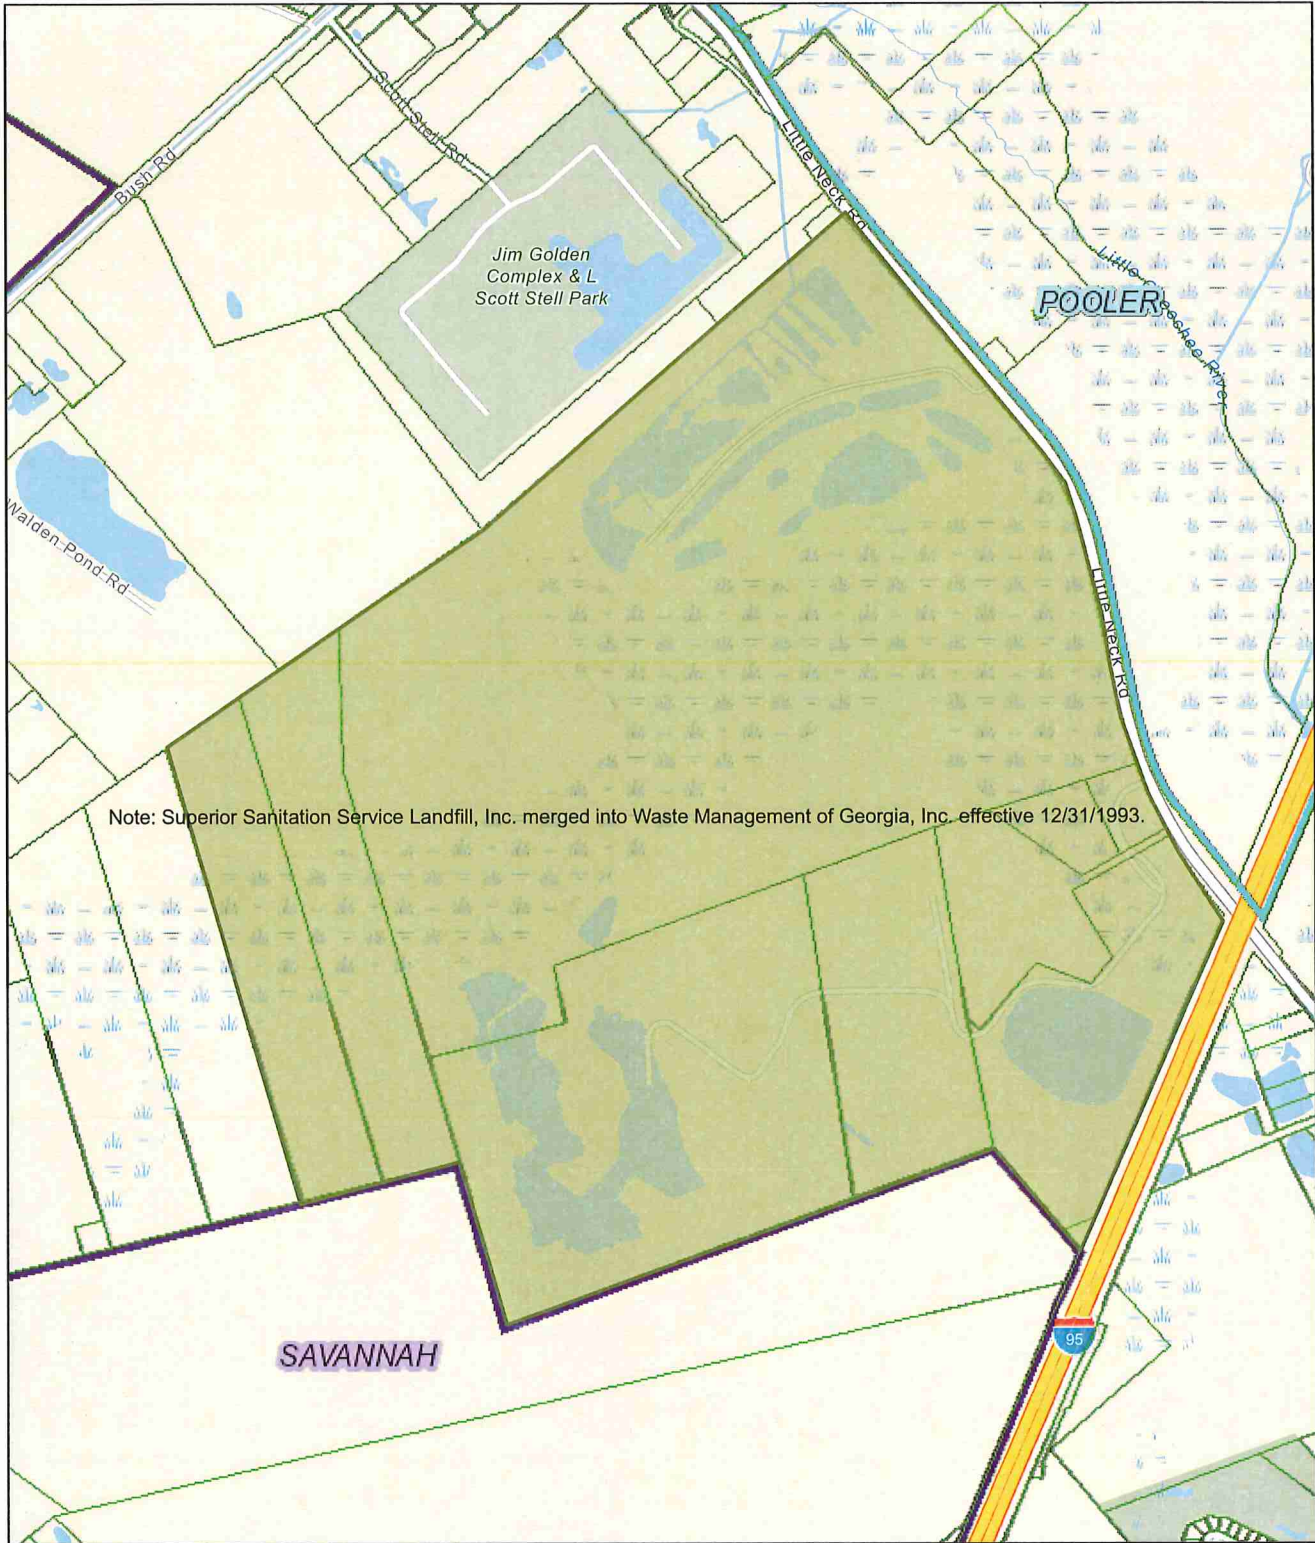 Scott Stell Rd
Bush Rd
Little Neck Rd
Jim Golden
Complex & L
Scott Stell Park
POOLER
Little Ogeechee River
Walden Pond Rd
Little Neck Rd
Note: Superior Sanitation Service Landfill, Inc. merged into Waste Management of Georgia, Inc. effective 12/31/1993.
SAVANNAH
95